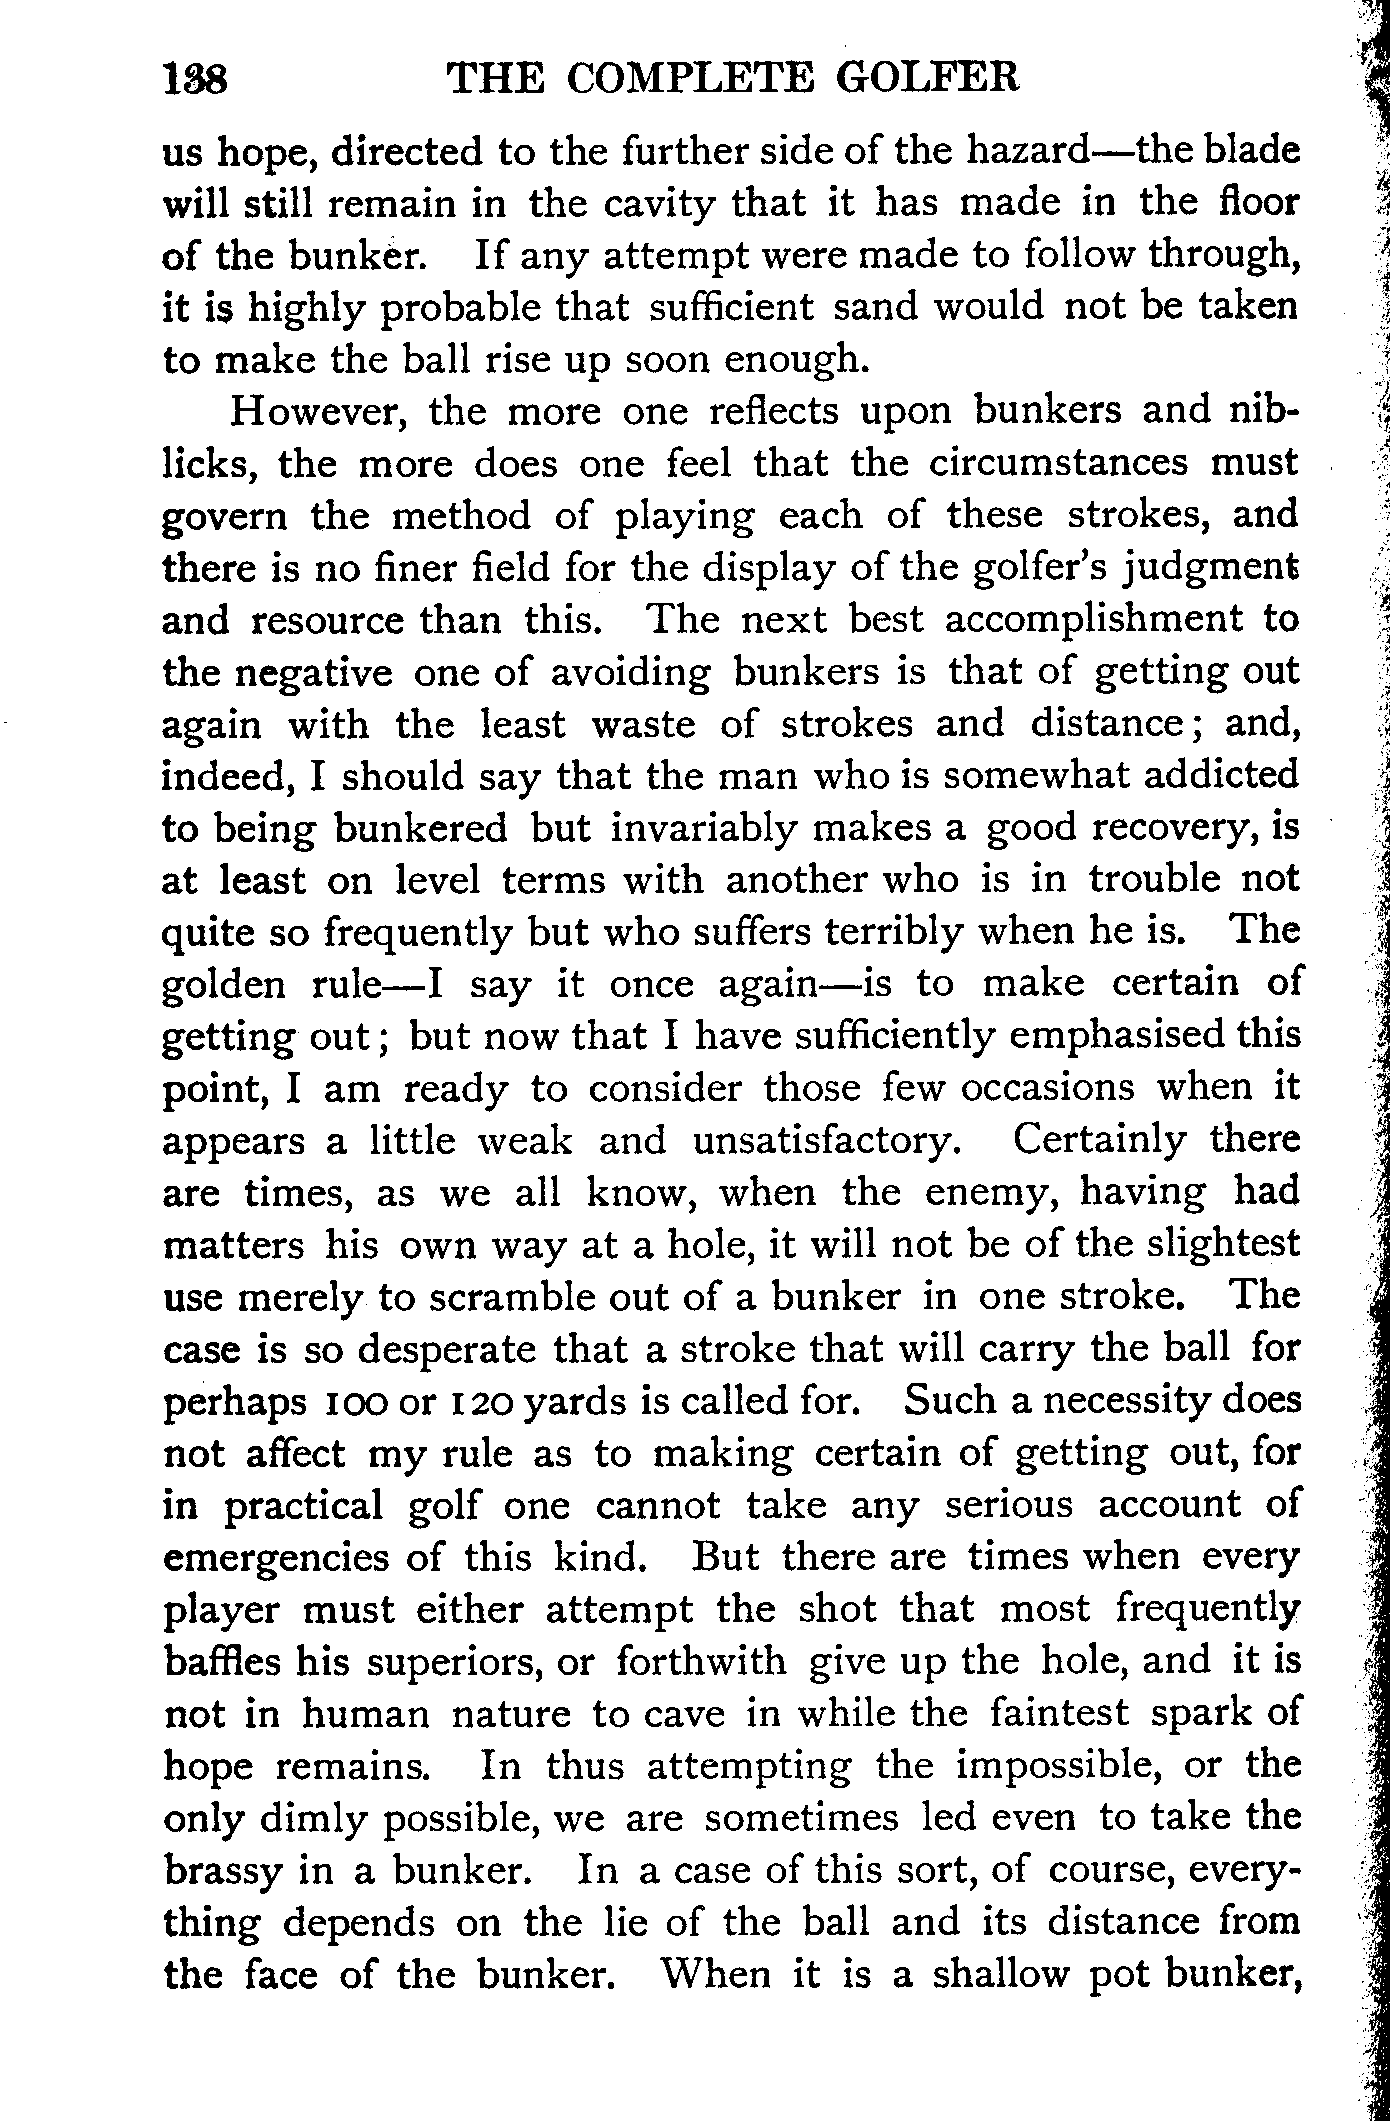 138 THE COMPLETE GOLFER
us hope, directed to the further side of the hazard—the blade
will still remain in the cavity that it has made in the floor
of the bunker. If any attempt were made to follow through,
it is highly probable that sufficient sand would not be taken
to make the ball rise up soon enough.
However, the more one reflects upon bunkers and nib-
licks, the more does one feel that the circumstances must
govern the method of playing each of these strokes, and
there is no finer field for the display of the golfer's judgment
and resource than this. The next best accomplishment to
the negative one of avoiding bunkers is that of getting out
again with the least waste of strokes and distance; and,
indeed, I should say that the man who is somewhat addicted
to being bunkered but invariably makes a good recovery, is
at least on level terms with another who is in trouble not
quite so frequently but who suffers terribly when he is. The
golden rule—I say it once again—is to make certain of
getting out; but now that I have sufficiently emphasised this
point, I am ready to consider those few occasions when it
appears a little weak and unsatisfactory. Certainly there
are times, as we all know, when the enemy, having had
matters his own way at a hole, it will not be of the slightest
use merely to scramble out of a bunker in one stroke. The
case is so desperate that a stroke that will carry the ball for
perhaps 100 or 120 yards is called for. Such a necessity does
not affect my rule as to making certain of getting out, for
in practical golf one cannot take any serious account of
emergencies of this kind. But there are times when every
player must either attempt the shot that most frequently
baffles his superiors, or forthwith give up the hole, and it is
not in human nature to cave in while the faintest spark of
hope remains. In thus attempting the impossible, or the
only dimly possible, we are sometimes led even to take the
brassy in a bunker. In a case of this sort, of course, every-
thing depends on the lie of the ball and its distance from
the face of the bunker. When it is a shallow pot bunker,